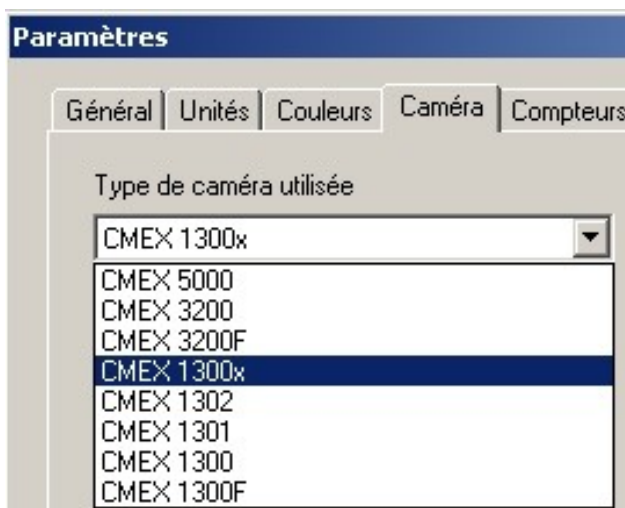 Paramètres
Général Unités Couleurs Caméra Compteurs
Type de caméra utilisée
CMEX 1300x
CMEX 5000
CMEX 3200
CMEX 3200F
CMEX 1300x
CMEX 1302
CMEX 1301
CMEX 1300
CMEX 1300F